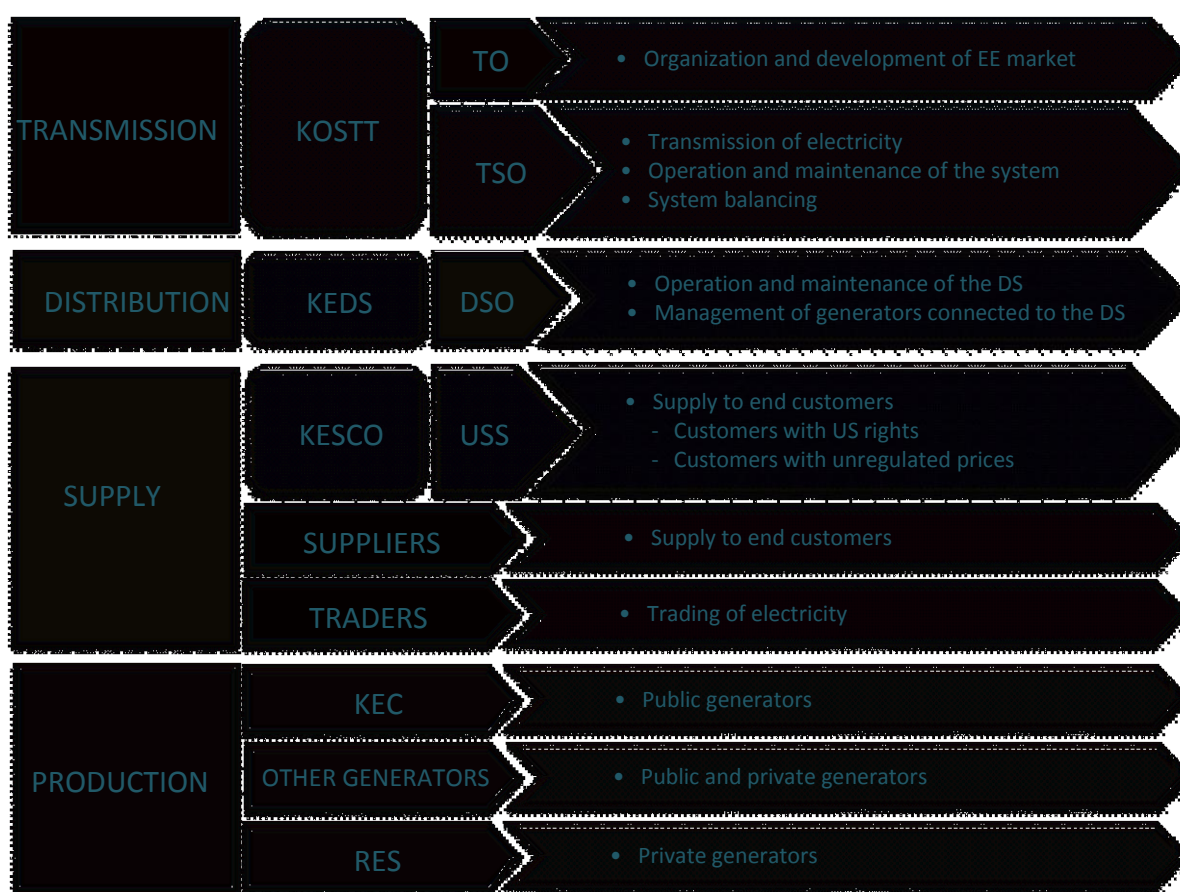 TRANSMISSION
KOSTT
TO
• Organization and development of EE market
TSO
• Transmission of electricity
• Operation and maintenance of the system
• System balancing
DISTRIBUTION
KEDS
DSO
• Operation and maintenance of the DS
• Management of generators connected to the DS
SUPPLY
KESCO
USS
• Supply to end customers
- Customers with US rights
- Customers with unregulated prices
SUPPLIERS
• Supply to end customers
TRADERS
• Trading of electricity
PRODUCTION
KEC
• Public generators
OTHER GENERATORS
• Public and private generators
RES
• Private generators